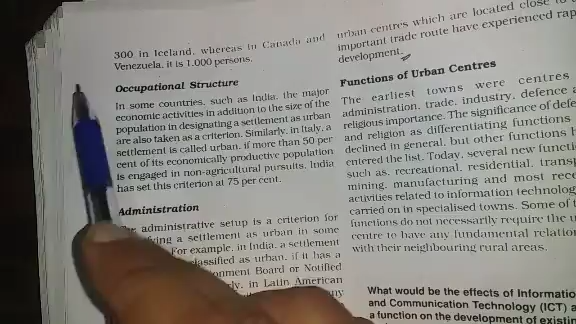 300 in Iceland, whereas in Canada and
Venezuela, it is 1,000 persons.
Occupational Structure
In some countries, such as India, the major
economic activities in addition to the size of the
population in designating a settlement as urban
are also taken as a criterion. Similarly, in Italy, a
settlement is called urban, if more than 50 per
cent of its economically productive population
is engaged in non-agricultural pursuits. India
has set this criterion at 75 per cent.
Administration
administrative setup is a criterion for
a settlement as urban in some
For example, in India, a settlement
classified as urban, if it has a
Board or Notified
in Latin American
urban centres which are located close
important trade route have experienced
development.
Functions of Urban Centres
The earliest towns were centres
administration, trade, industry, defence
religious importance. The significance of
and religion as differentiating functions
declined in general, but other functions
entered the list. Today, several new
such as, recreational, residential,
mining, manufacturing and most
activities related to information
carried on in specialised towns. Some of
functions do not necessarily require the
centre to have any fundamental
with their neighbouring rural areas.
What would be the effects of
and Communication Technology (ICT)
a function on the development of